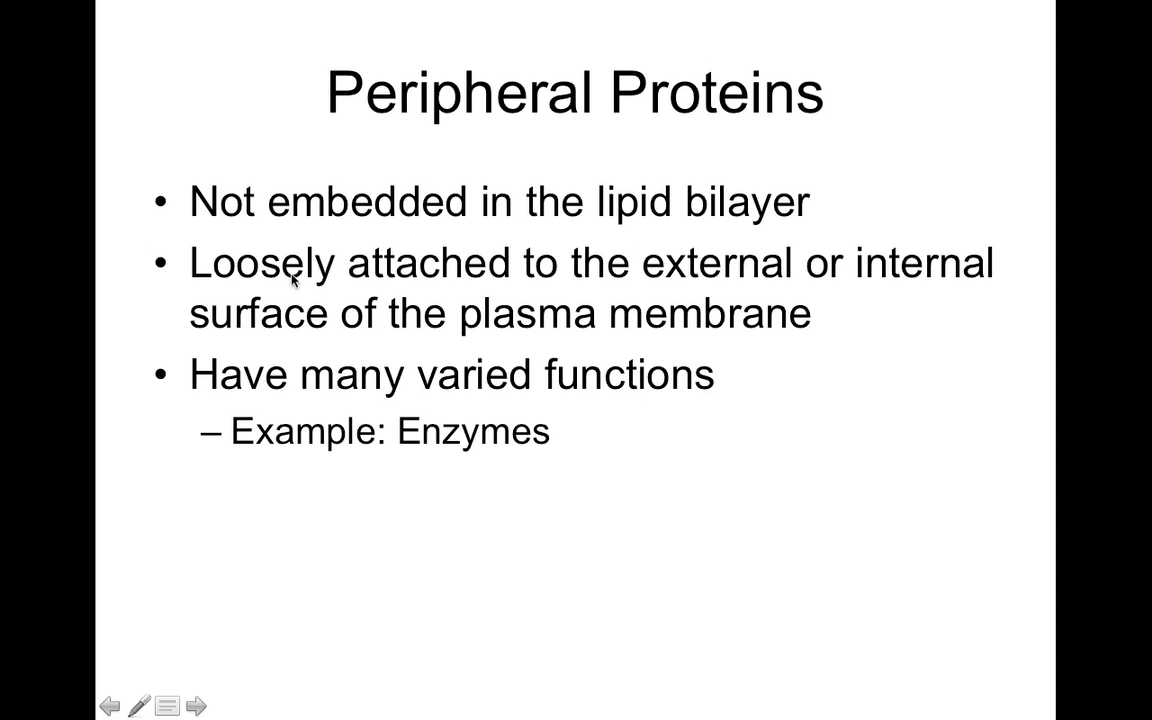 Peripheral Proteins
• Not embedded in the lipid bilayer
• Loosely attached to the external or internal
surface of the plasma membrane
• Have many varied functions
– Example: Enzymes